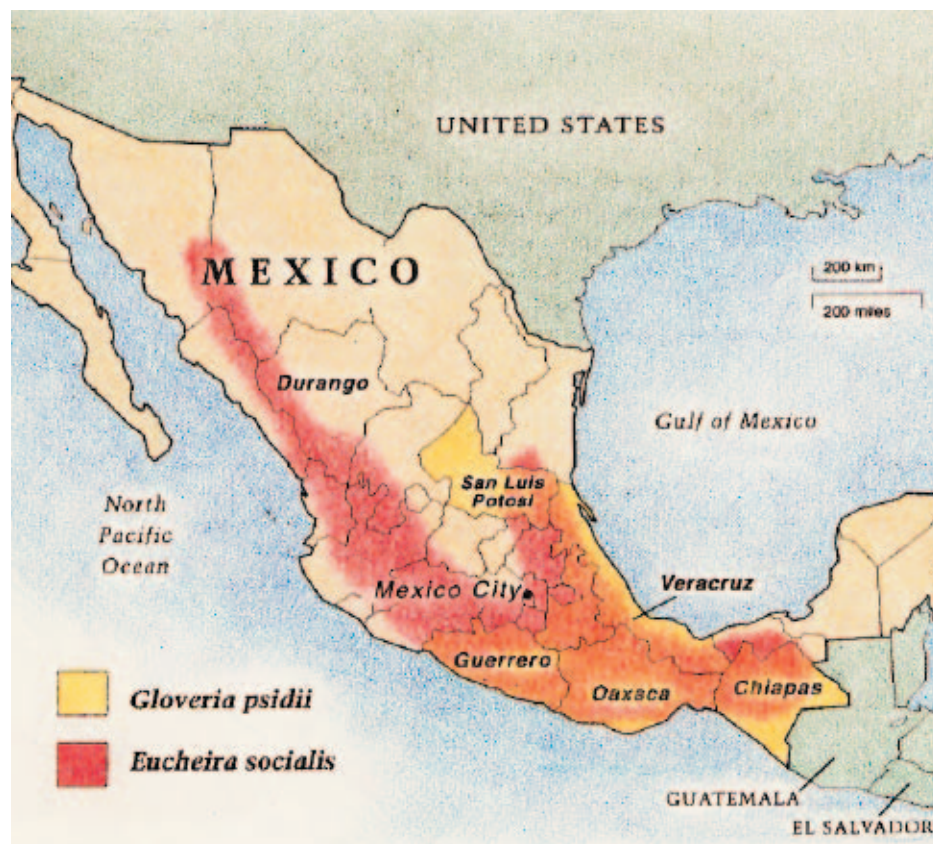 UNITED STATES
MEXICO
200 km
200 miles
Durango
Gulf of Mexico
San Luis
Potosi
North
Pacific
Ocean
Mexico City
Veracruz
Guerrero
Oaxaca
Chiapas
Gloveria psidii
Eucheira socialis
GUATEMALA
EL SALVADOR